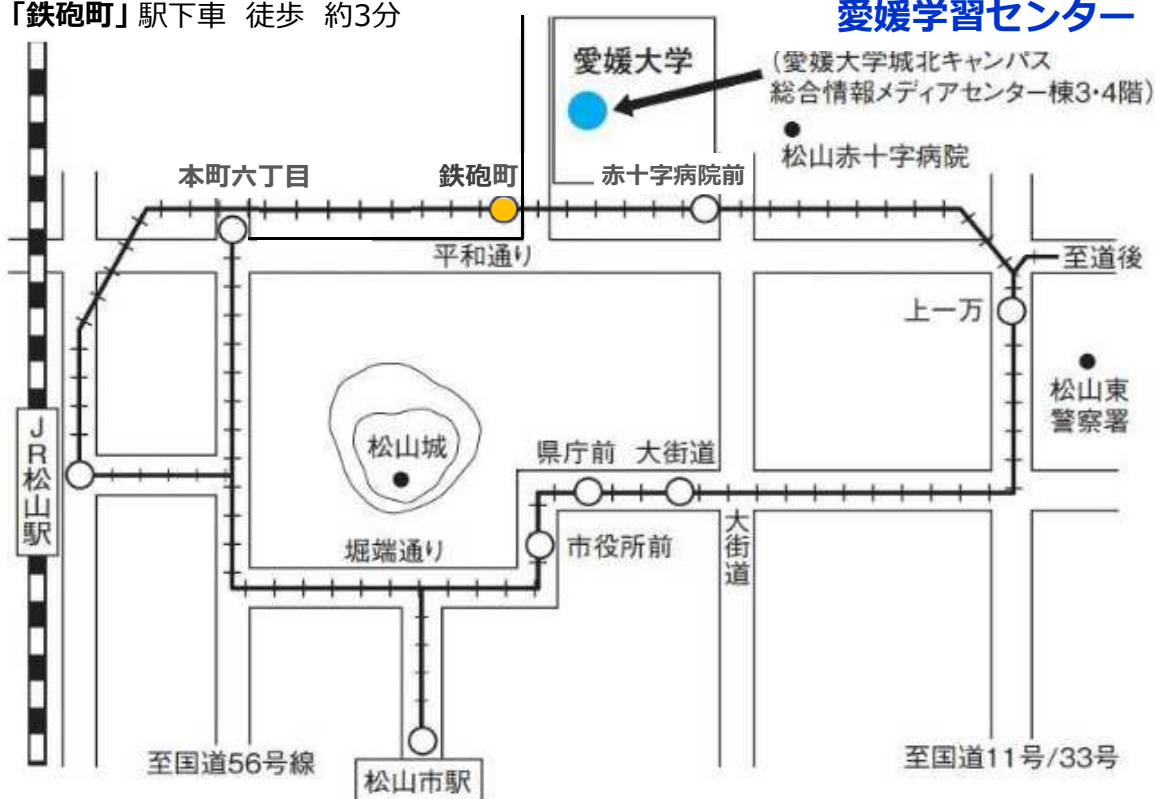 「鉄砲町」駅下車 徒歩 約3分
愛媛学習センター
愛媛大学
（愛媛大学城北キャンパス
総合情報メディアセンター棟3・4階）
松山赤十字病院
本町六丁目
鉄砲町
赤十字病院前
平和通り
至道後
上一万
松山東
警察署
JR松山駅
松山城
県庁前
大街道
堀端通り
市役所前
大街道
至国道56号線
松山市駅
至国道11号/33号